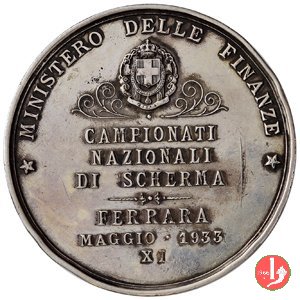 ★ MINISTERO DELLE FINANZE ★
CAMPIONATI
NAZIONALI
DI SCHERMA
FERRARA
MAGGIO · 1933
XI